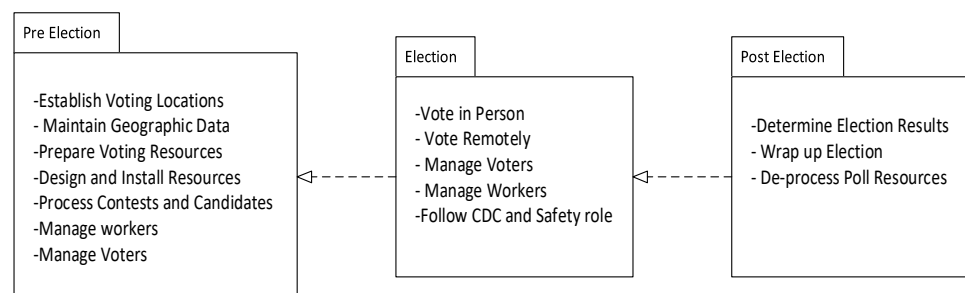 Pre Election
-Establish Voting Locations
- Maintain Geographic Data
-Prepare Voting Resources
-Design and Install Resources
-Process Contests and Candidates
-Manage workers
-Manage Voters
Election
-Vote in Person
- Vote Remotely
- Manage Voters
- Manage Workers
-Follow CDC and Safety role
Post Election
-Determine Election Results
- Wrap up Election
- De-process Poll Resources